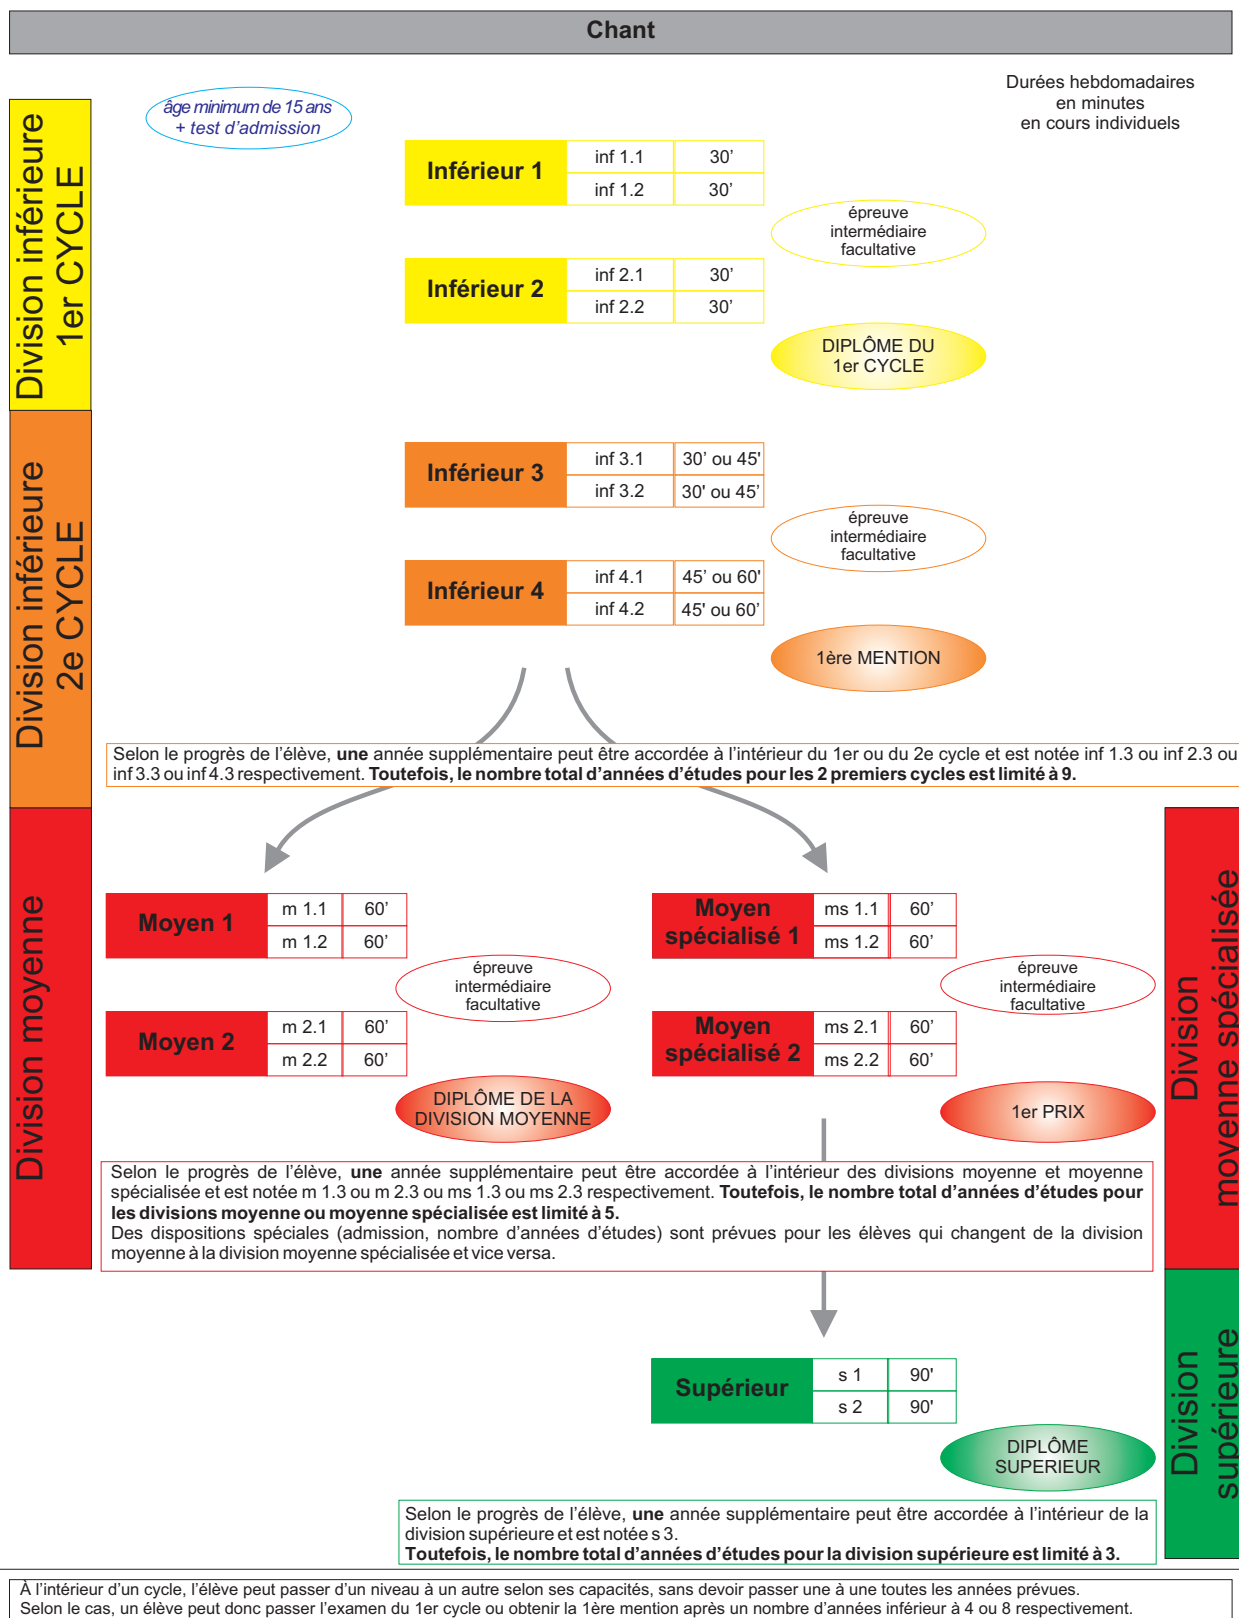 Chant
Durées hebdomadaires
en minutes
en cours individuels
âge minimum de 15 ans
+ test d’admission
Division inférieure
1er CYCLE
Inférieur 1
inf 1.1 30’
inf 1.2 30’
épreuve
intermédiaire
facultative
Inférieur 2
inf 2.1 30’
inf 2.2 30’
DIPLÔME DU
1er CYCLE
Division inférieure
2e CYCLE
Inférieur 3
inf 3.1 30’ ou 45'
inf 3.2 30' ou 45’
épreuve
intermédiaire
facultative
Inférieur 4
inf 4.1 45’ ou 60'
inf 4.2 45' ou 60’
1ère MENTION
Selon le progrès de l’élève, une année supplémentaire peut être accordée à l’intérieur du 1er ou du 2e cycle et est notée inf 1.3 ou inf 2.3 ou
inf 3.3 ou inf 4.3 respectivement. Toutefois, le nombre total d’années d’études pour les 2 premiers cycles est limité à 9.
Division moyenne
Moyen 1
m 1.1 60’
m 1.2 60’
épreuve
intermédiaire
facultative
Moyen 2
m 2.1 60’
m 2.2 60’
DIPLÔME DE LA
DIVISION MOYENNE
Division
moyenne spécialisée
Moyen
spécialisé 1
ms 1.1 60’
ms 1.2 60’
épreuve
intermédiaire
facultative
Moyen
spécialisé 2
ms 2.1 60’
ms 2.2 60’
1er PRIX
Selon le progrès de l’élève, une année supplémentaire peut être accordée à l’intérieur des divisions moyenne et moyenne
spécialisée et est notée m 1.3 ou m 2.3 ou ms 1.3 ou ms 2.3 respectivement. Toutefois, le nombre total d’années d’études pour
les divisions moyenne ou moyenne spécialisée est limité à 5.
Des dispositions spéciales (admission, nombre d’années d’études) sont prévues pour les élèves qui changent de la division
moyenne à la division moyenne spécialisée et vice versa.
Division
supérieure
Supérieur
s 1 90'
s 2 90'
DIPLÔME
SUPERIEUR
Selon le progrès de l’élève, une année supplémentaire peut être accordée à l’intérieur de la
division supérieure et est notée s 3.
Toutefois, le nombre total d’années d’études pour la division supérieure est limité à 3.
À l’intérieur d’un cycle, l’élève peut passer d’un niveau à un autre selon ses capacités, sans devoir passer une à une toutes les années prévues.
Selon le cas, un élève peut donc passer l’examen du 1er cycle ou obtenir la 1ère mention après un nombre d’années inférieur à 4 ou 8 respectivement.